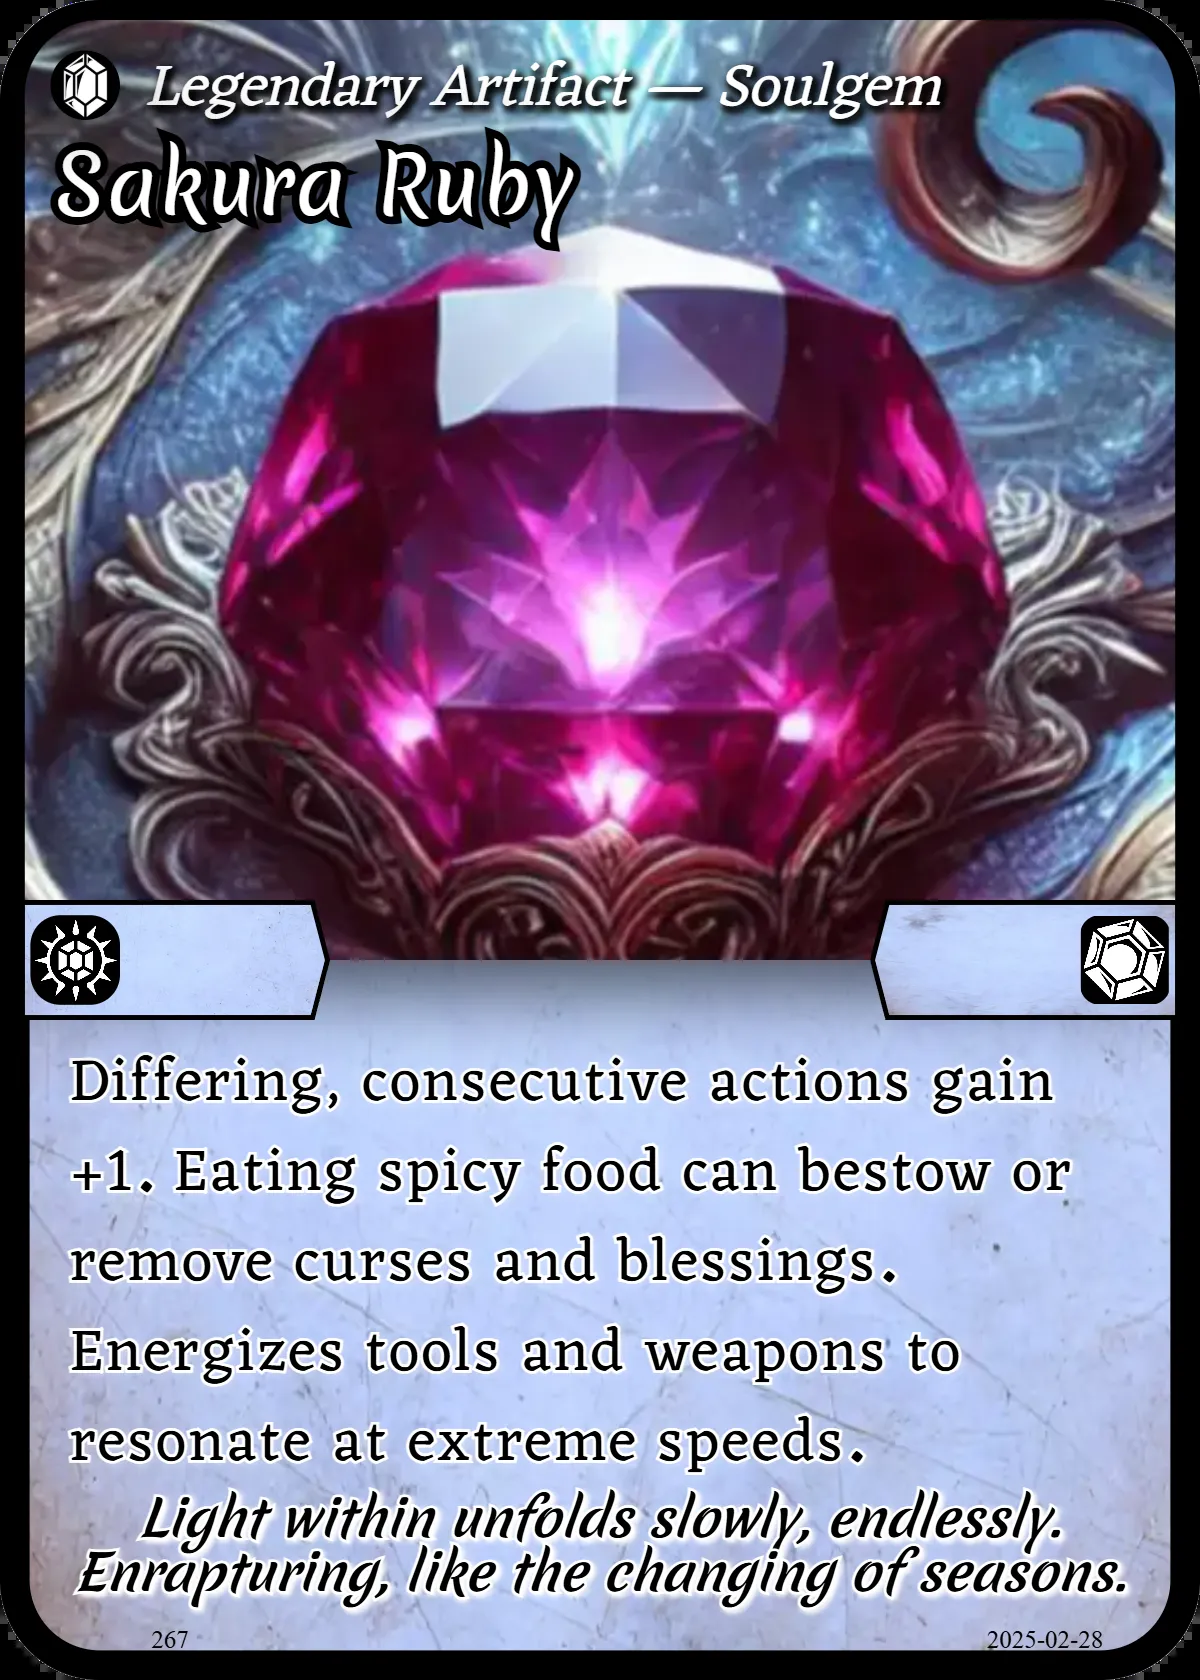 Legendary Artifact — Soulgem
Sakura Ruby
Differing, consecutive actions gain
+1. Eating spicy food can bestow or
remove curses and blessings.
Energizes tools and weapons to
resonate at extreme speeds.
Light within unfolds slowly, endlessly.
Enrapturing, like the changing of seasons.
267
2025-02-28